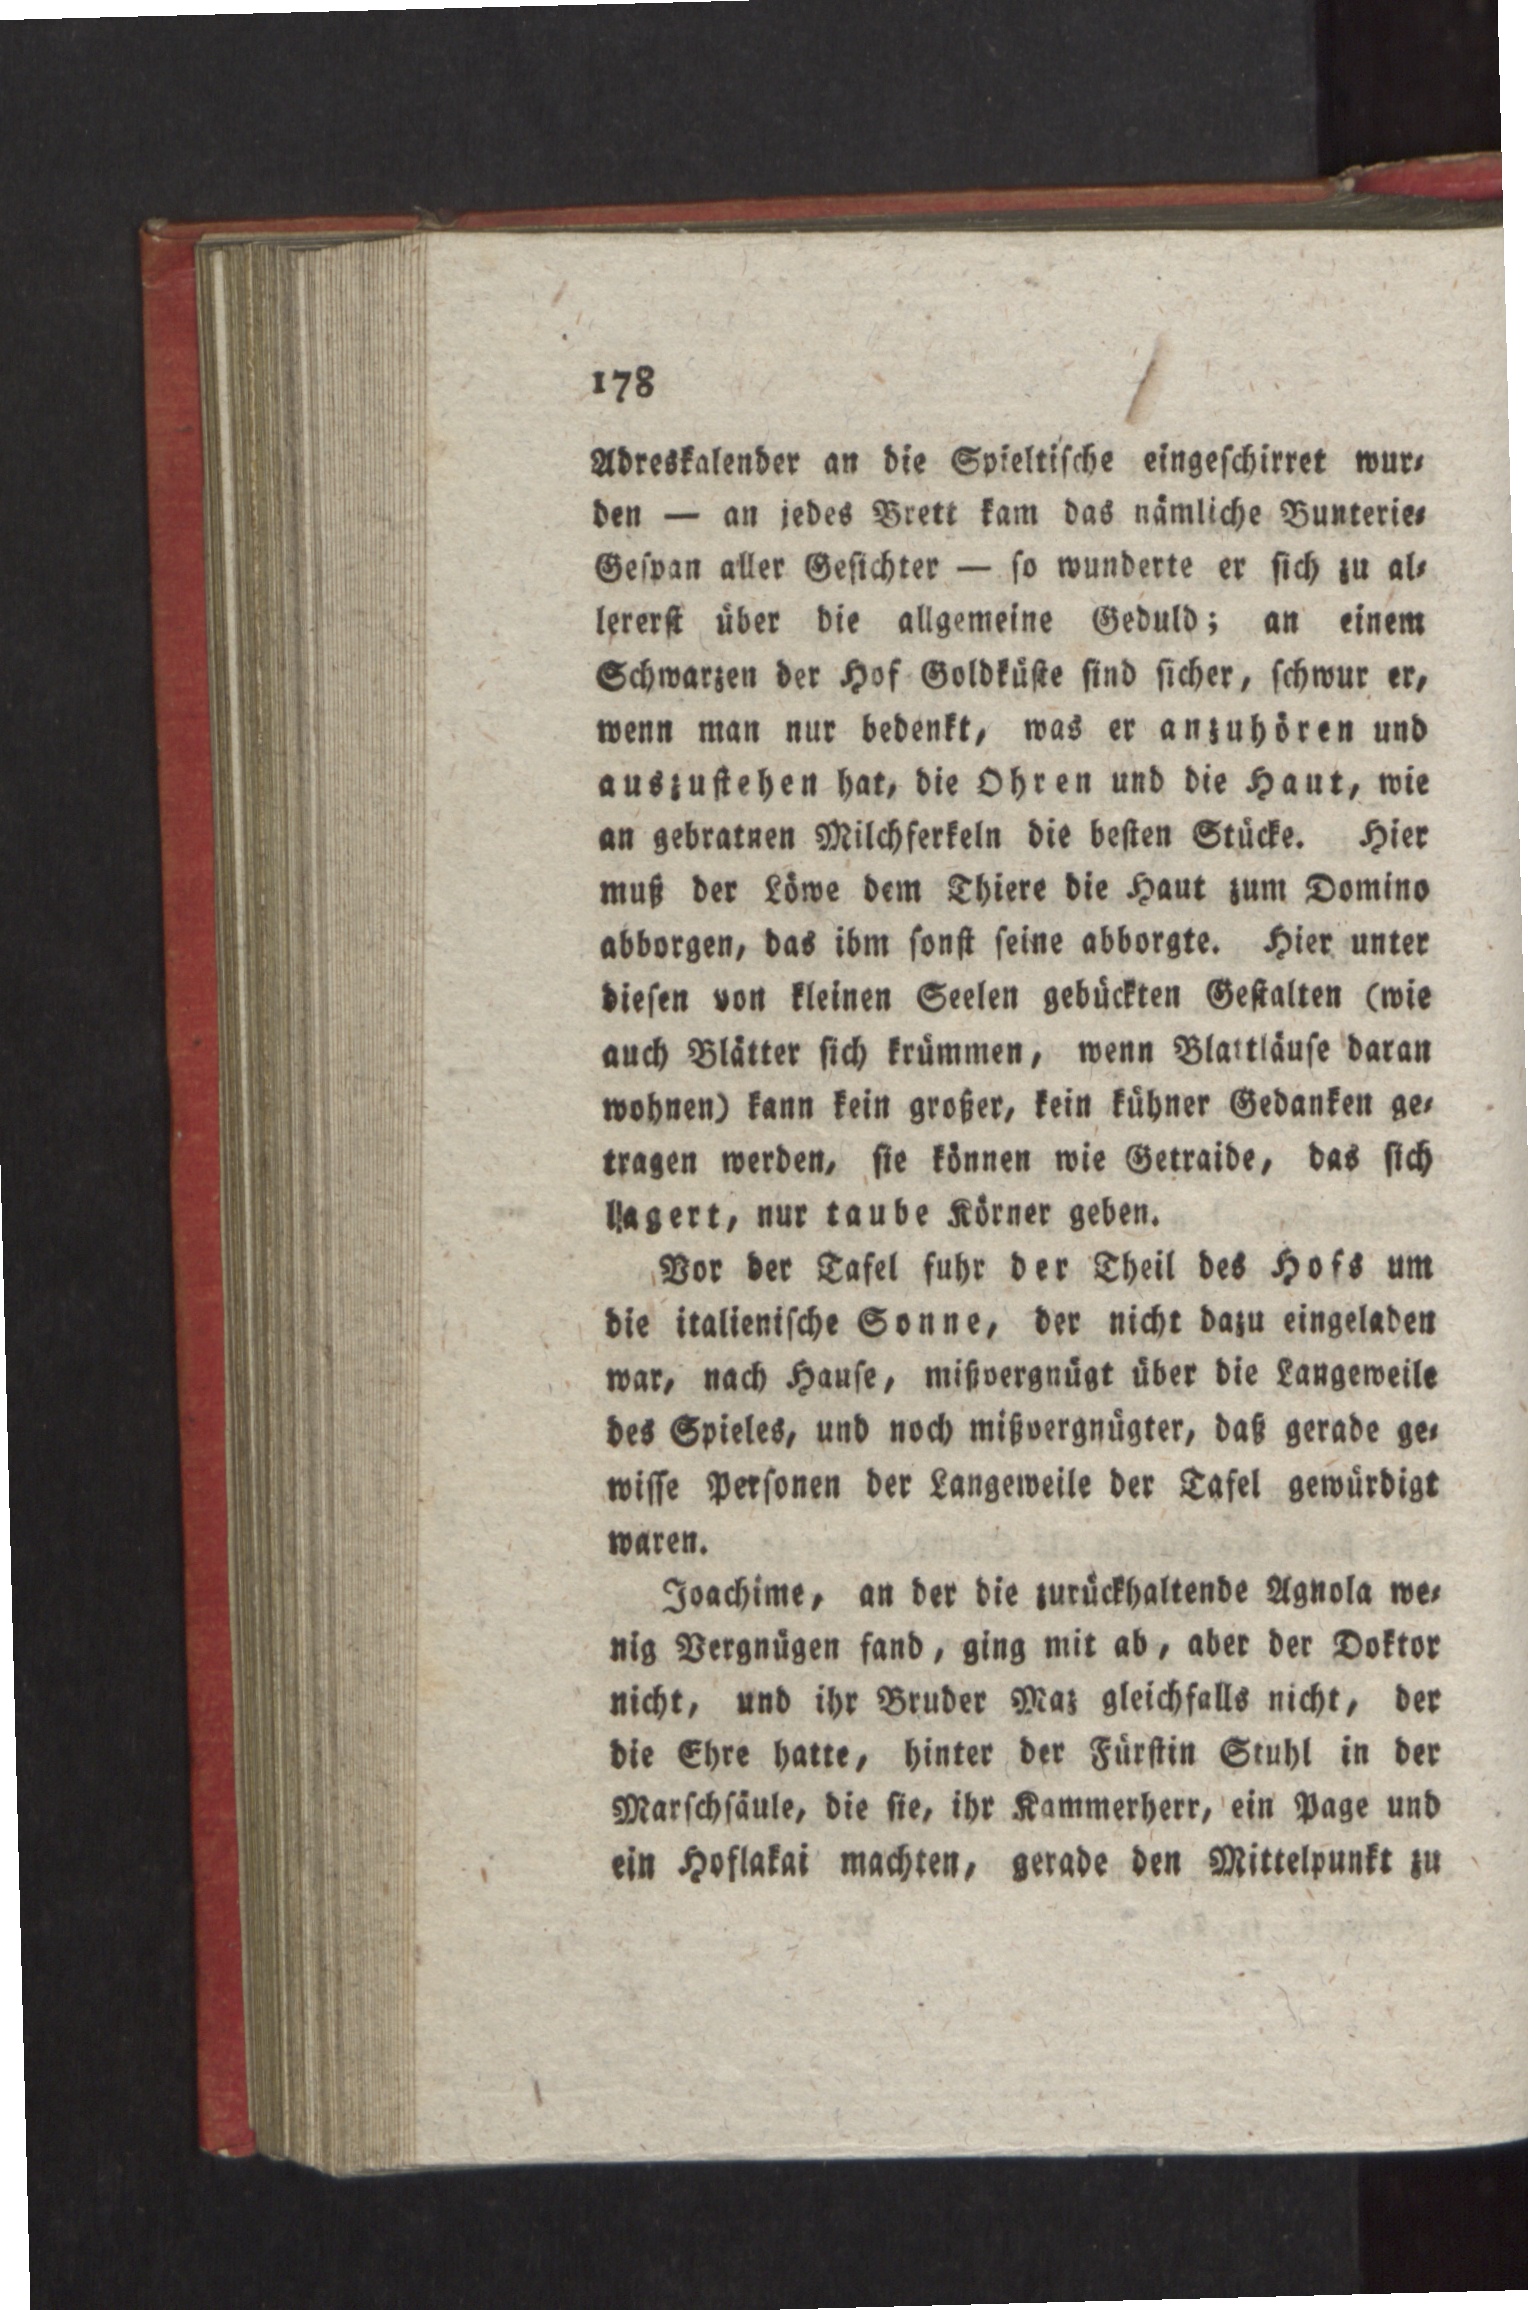 178
Adreskalender an die Spieltiſche eingeſchirret wur⸗
den — an jedes Brett kam das nämliche Bunterie⸗
Geſpan aller Geſichter — ſo wunderte er ſich zu al⸗
lererſt über die allgemeine Geduld; an einem
Schwarzen der Hof Goldküſte ſind ſicher, ſchwur er,
wenn man nur bedenkt, was er anzuhören und
auszuſtehen hat, die Ohren und die Haut, wie
an gebratnen Milchferkeln die beſten Stücke. Hier
muß der Löwe dem Thiere die Haut zum Domino
abborgen, das ihm ſonſt ſeine abborgte. Hier unter
dieſen von kleinen Seelen gebückten Geſtalten (wie
auch Blätter ſich krümmen, wenn Blattläuſe daran
wohnen) kann kein großer, kein kühner Gedanken ge⸗
tragen werden, ſie können wie Getraide, das ſich
lagert, nur taube Körner geben.
Vor der Tafel fuhr der Theil des Hofs um
die italieniſche Sonne, der nicht dazu eingeladen
war, nach Hauſe, mißvergnügt über die Langeweile
des Spieles, und noch mißvergnügter, daß gerade ge⸗
wiſſe Perſonen der Langeweile der Tafel gewürdigt
waren.
Joachime, an der die zurückhaltende Agnola we⸗
nig Vergnügen fand, ging mit ab, aber der Doktor
nicht, und ihr Bruder Maz gleichfalls nicht, der
die Ehre hatte, hinter der Fürſtin Stuhl in der
Marſchſäule, die ſie, ihr Kammerherr, ein Page und
ein Hoflakai machten, gerade den Mittelpunkt zu